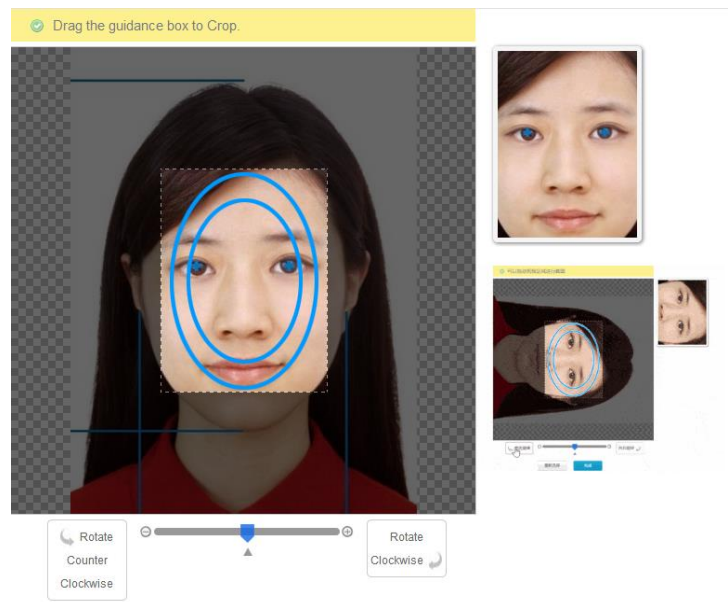 Drag the guidance box to Crop.
Rotate
Counter
Clockwise
Rotate
Clockwise